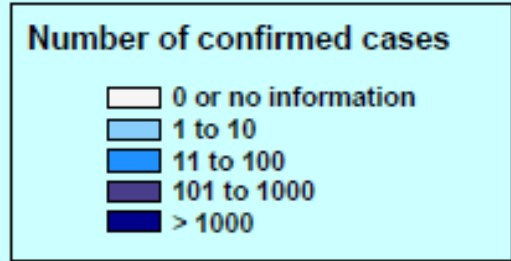 Number of confirmed cases
0 or no information
1 to 10
11 to 100
101 to 1000
> 1000